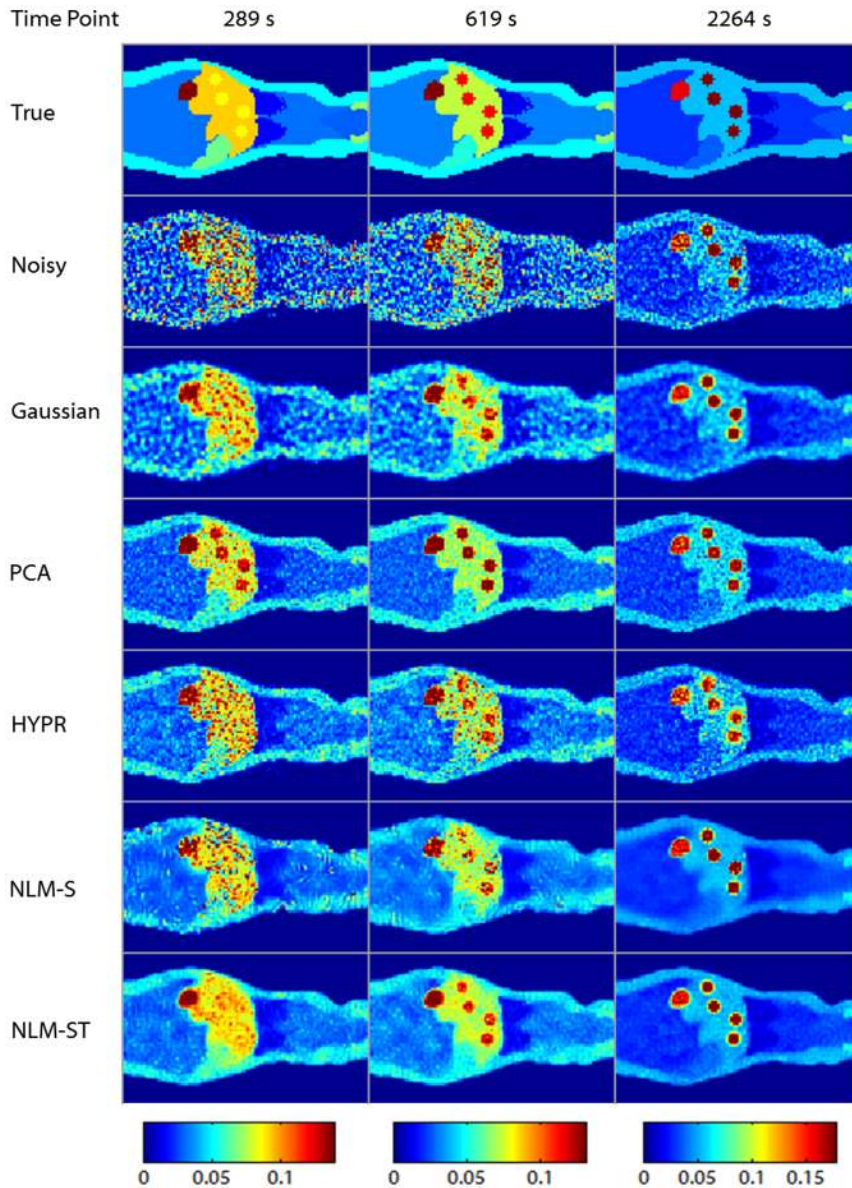 Time Point 289 s 619 s 2264 s
True
Noisy
Gaussian
PCA
HYPR
NLM-S
NLM-ST
0 0.05 0.1 0 0.05 0.1 0 0.05 0.1 0.15